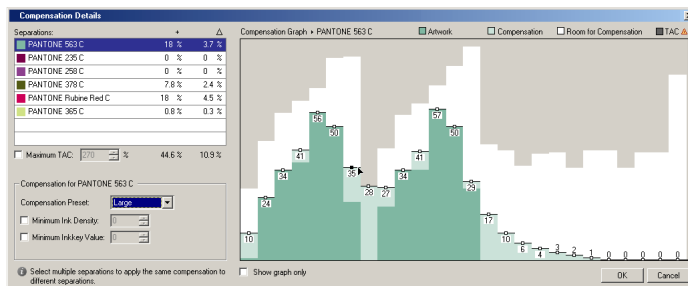 Compensation Details
Separations: + Δ
PANTONE 563 C 18 % 3.7 %
PANTONE 235 C 0 % 0 %
PANTONE 258 C 0 % 0 %
PANTONE 378 C 7.8 % 2.4 %
PANTONE Rubine Red C 18 % 4.5 %
PANTONE 365 C 0.8 % 0.3 %
Maximum TAC: 270 % 44.6 % 10.9 %
Compensation for PANTONE 563 C
Compensation Preset: Large
Minimum Ink Density: 0
Minimum Inkkey Value: 0
Select multiple separations to apply the same compensation to
different separations.
Compensation Graph ▸ PANTONE 563 C Artwork Compensation Room for Compensation TAC
10 24 34 41 56 50 35 28 27 34 41 57 50 29 17 10 6 4 3 2 1 0 0 0 0 0
Show graph only
OK Cancel